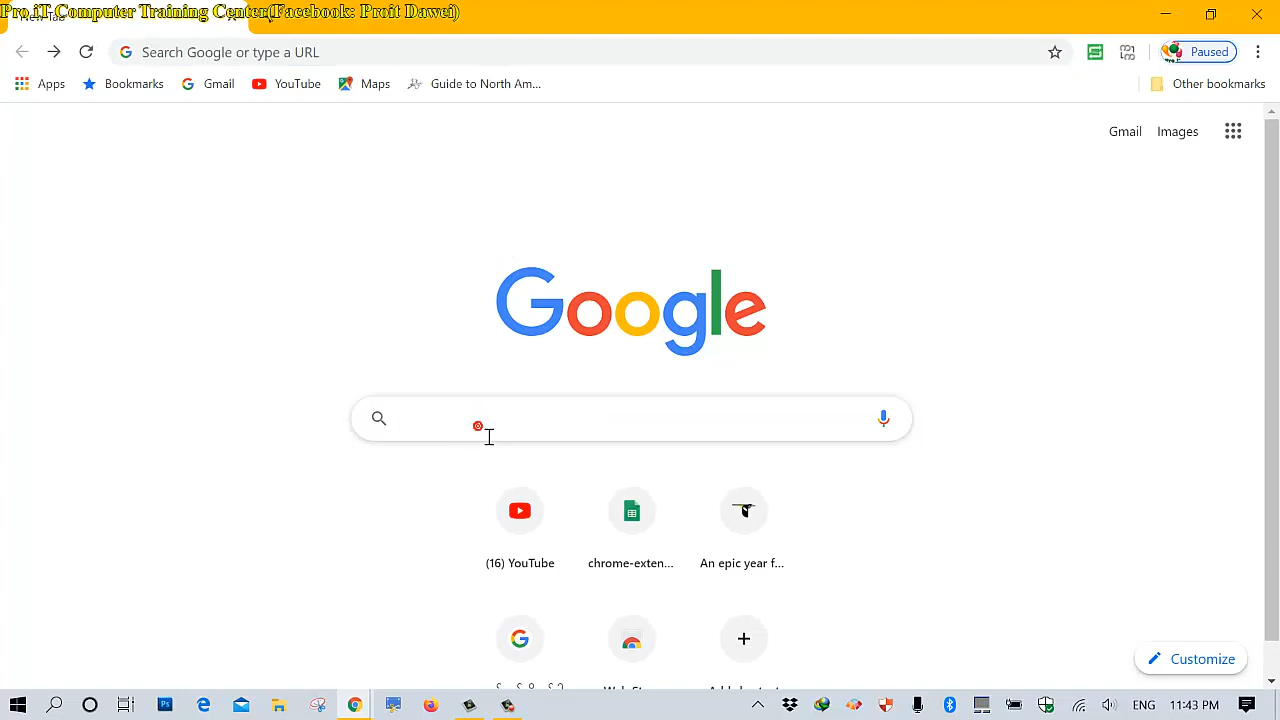 Pro iT Computer Training Center(Facebook: Proit Dawei)
Search Google or type a URL
Paused
Apps
Bookmarks
Gmail
YouTube
Maps
Guide to North Am...
Other bookmarks
Gmail
Images
Google
(16) YouTube
chrome-exten...
An epic year f...
Customize
ENG
11:43 PM